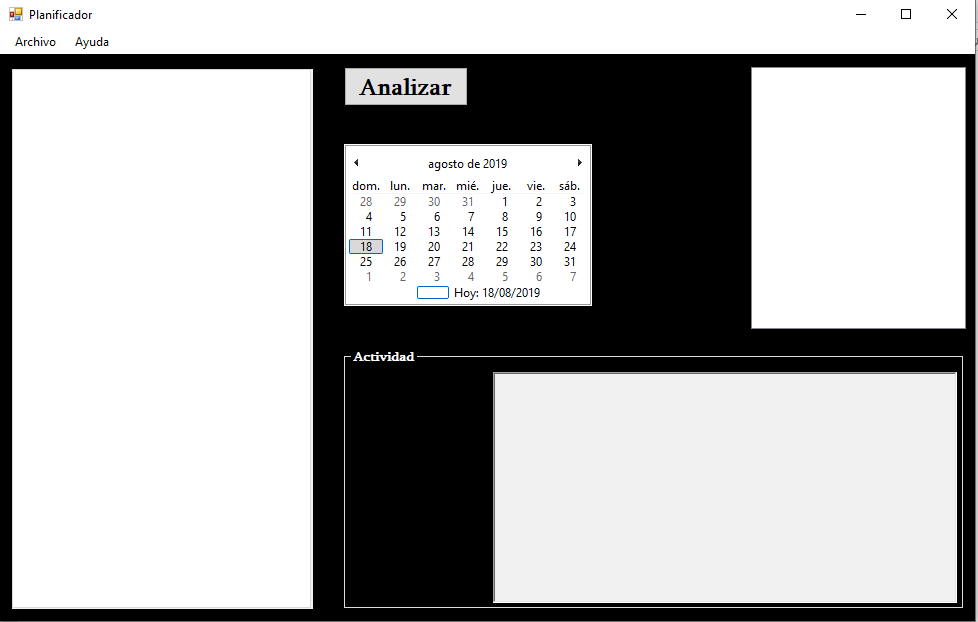 Planificador
Archivo Ayuda
Analizar
agosto de 2019
dom. lun. mar. mié. jue. vie. sáb.
28 29 30 31 1 2 3
4 5 6 7 8 9 10
11 12 13 14 15 16 17
18 19 20 21 22 23 24
25 26 27 28 29 30 31
1 2 3 4 5 6 7
Hoy: 18/08/2019
Actividad